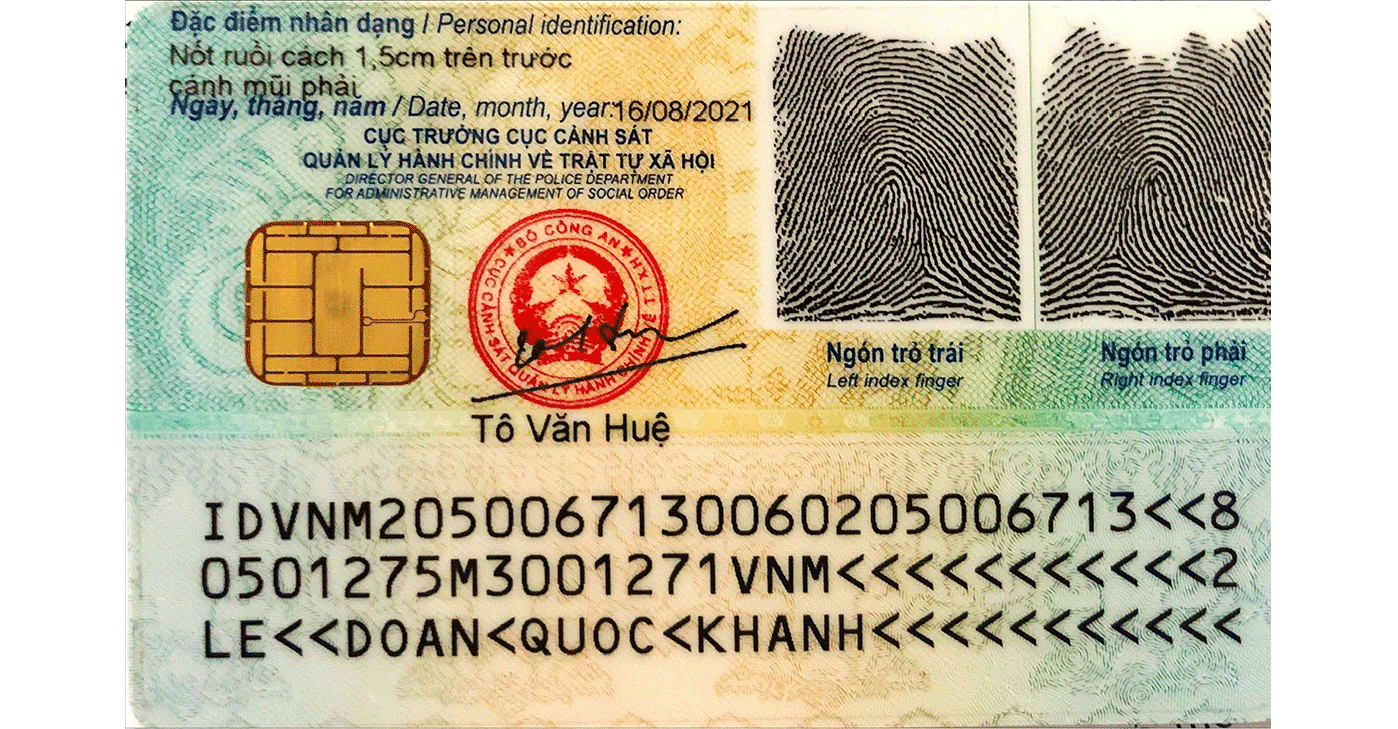 Đặc điểm nhân dạng / Personal identification:
Nốt ruồi cách 1,5cm trên trước
cánh mũi phải
Ngày, tháng, năm / Date, month, year:16/08/2021
CỤC TRƯỞNG CỤC CẢNH SÁT
QUẢN LÝ HÀNH CHÍNH VỀ TRẬT TỰ XÃ HỘI
DIRECTOR GENERAL OF THE POLICE DEPARTMENT
FOR ADMINISTRATIVE MANAGEMENT OF SOCIAL ORDER
BỘ CÔNG AN
CỤC CẢNH SÁT QUẢN LÝ HÀNH CHÍNH VỀ TTXH
Tô Văn Huệ
Ngón trỏ trái
Left index finger
Ngón trỏ phải
Right index finger
IDVNM2050067130060205006713<<8
0501275M3001271VNM<<<<<<<<<<<2
LE<<DOAN<QUOC<KHANH<<<<<<<<<<<